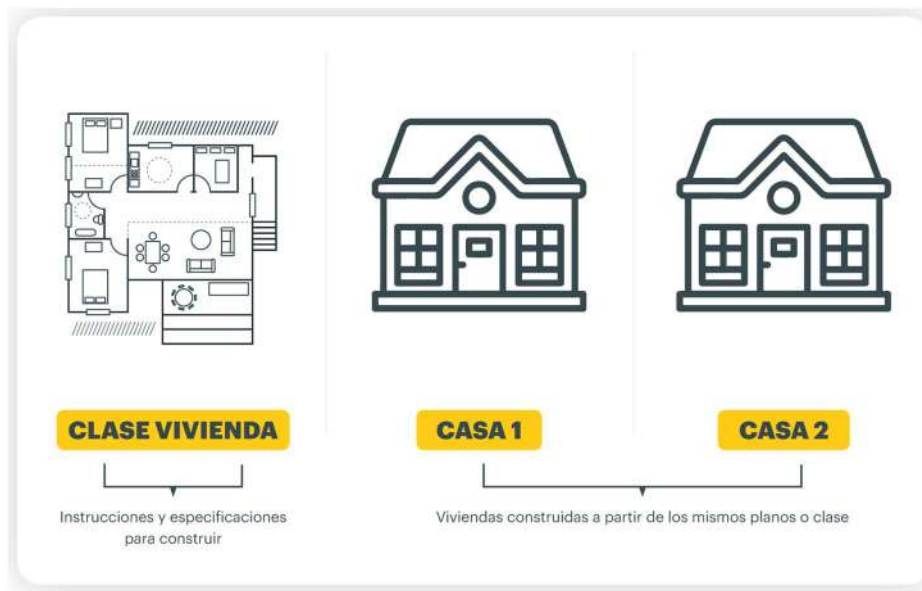 CLASE VIVIENDA
CASA 1
CASA 2
Instrucciones y especificaciones
para construir
Viviendas construidas a partir de los mismos planos o clase